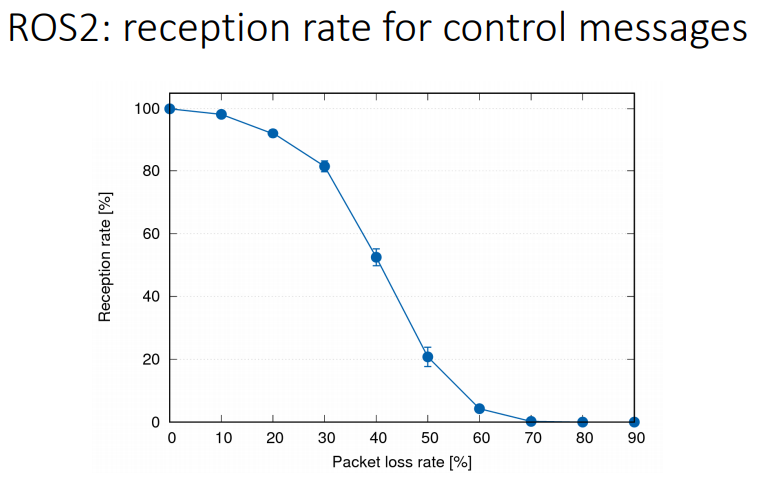 ROS2: reception rate for control messages
100
80
60
40
20
0
Reception rate [%]
0 10 20 30 40 50 60 70 80 90
Packet loss rate [%]